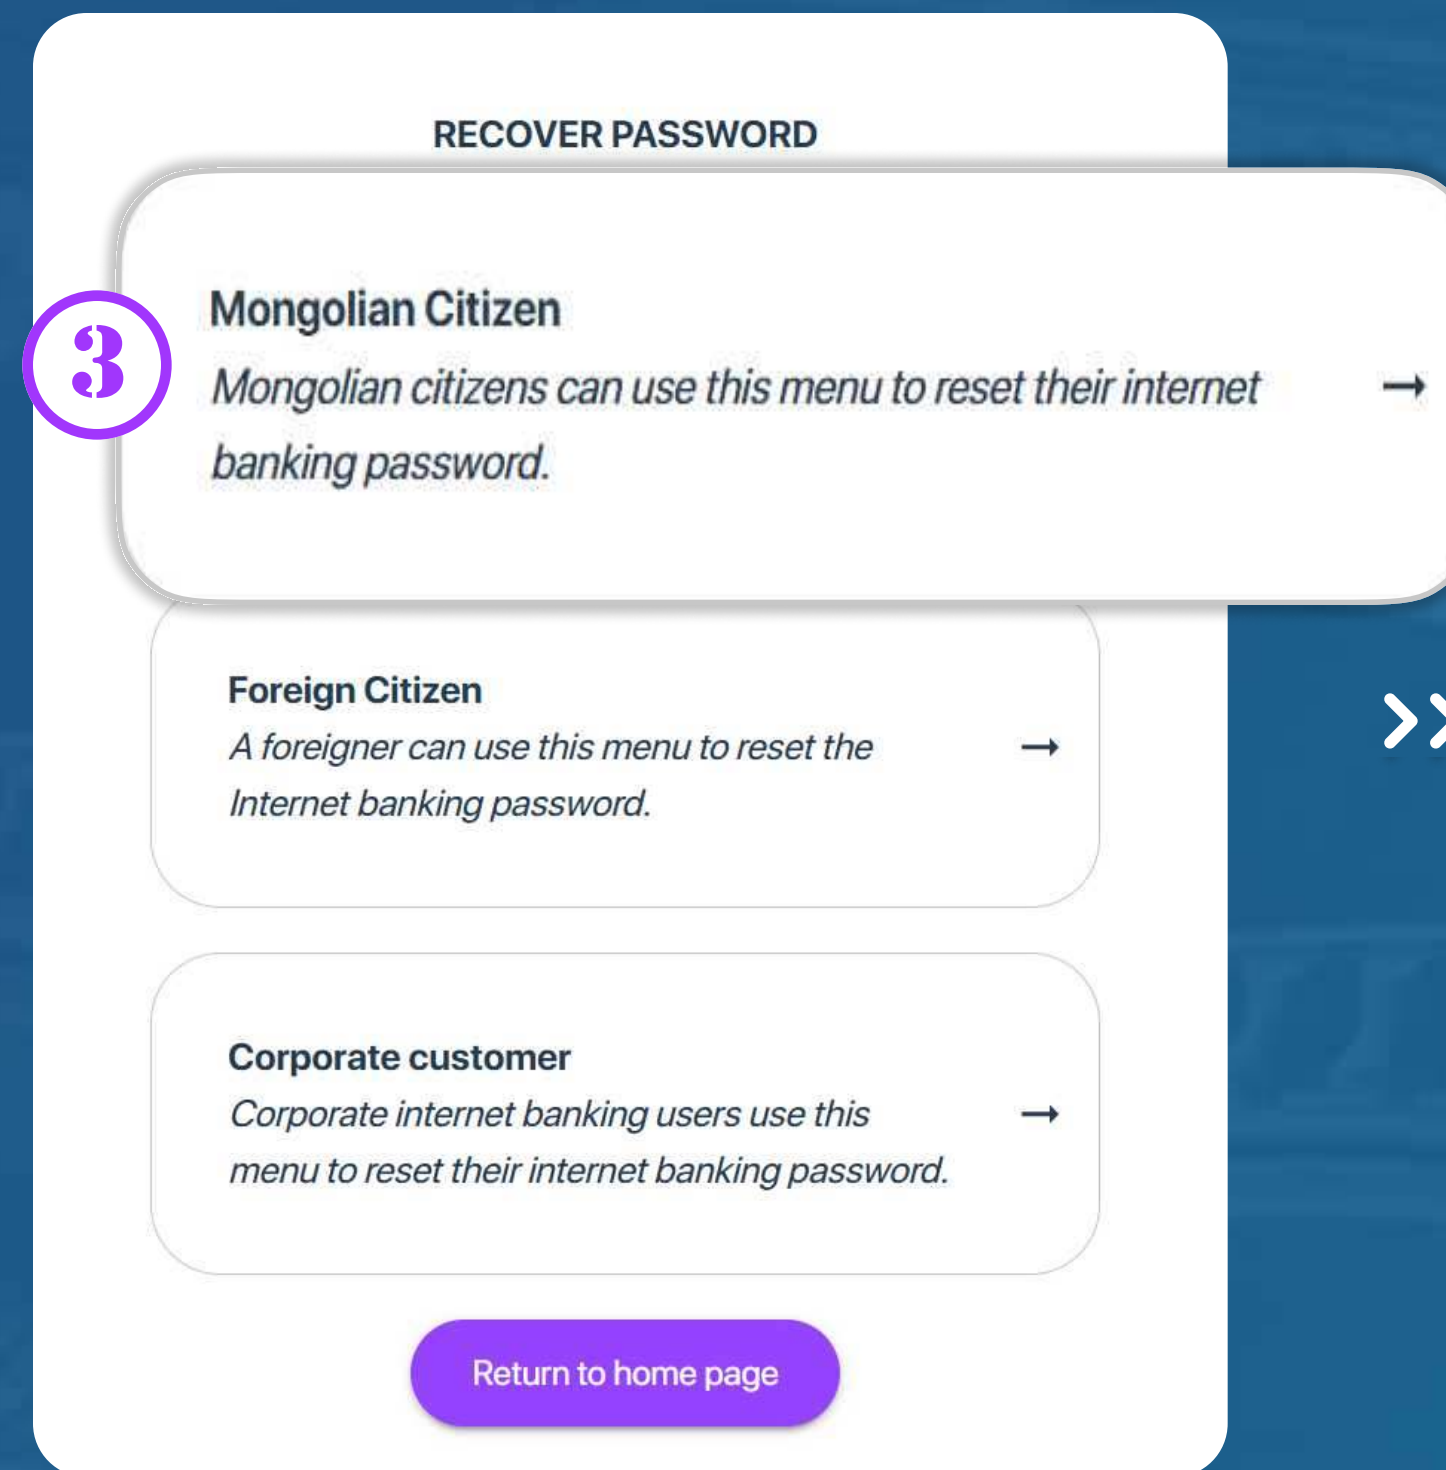 RECOVER PASSWORD
3
Mongolian Citizen
Mongolian citizens can use this menu to reset their internet
banking password.
Foreign Citizen
A foreigner can use this menu to reset the
Internet banking password.
Corporate customer
Corporate internet banking users use this
menu to reset their internet banking password.
Return to home page